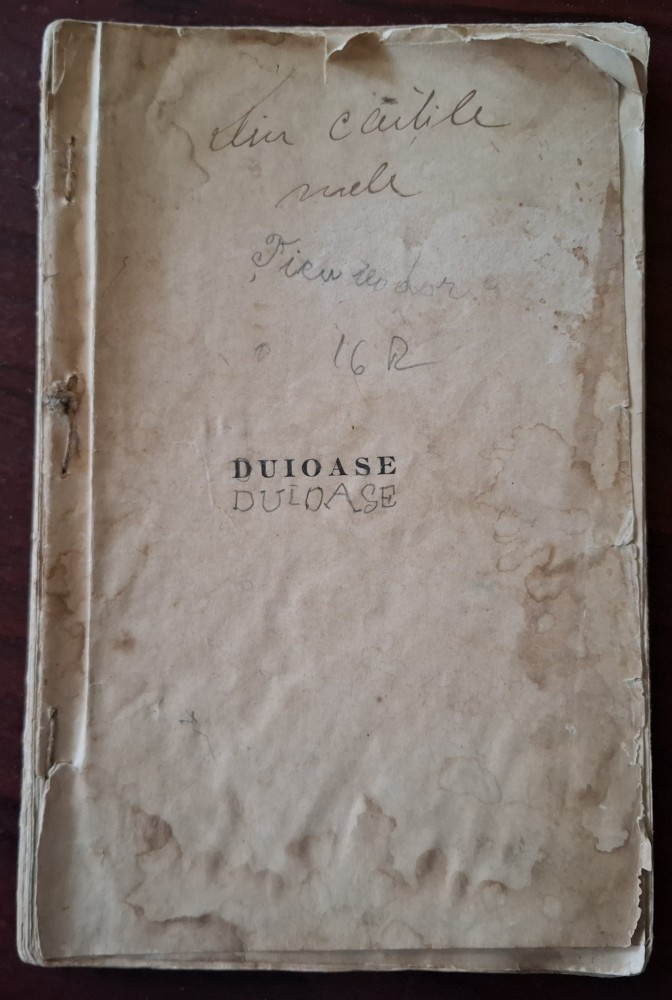 din cărțile
mele
16 R
DUIOASE
DUIOASE